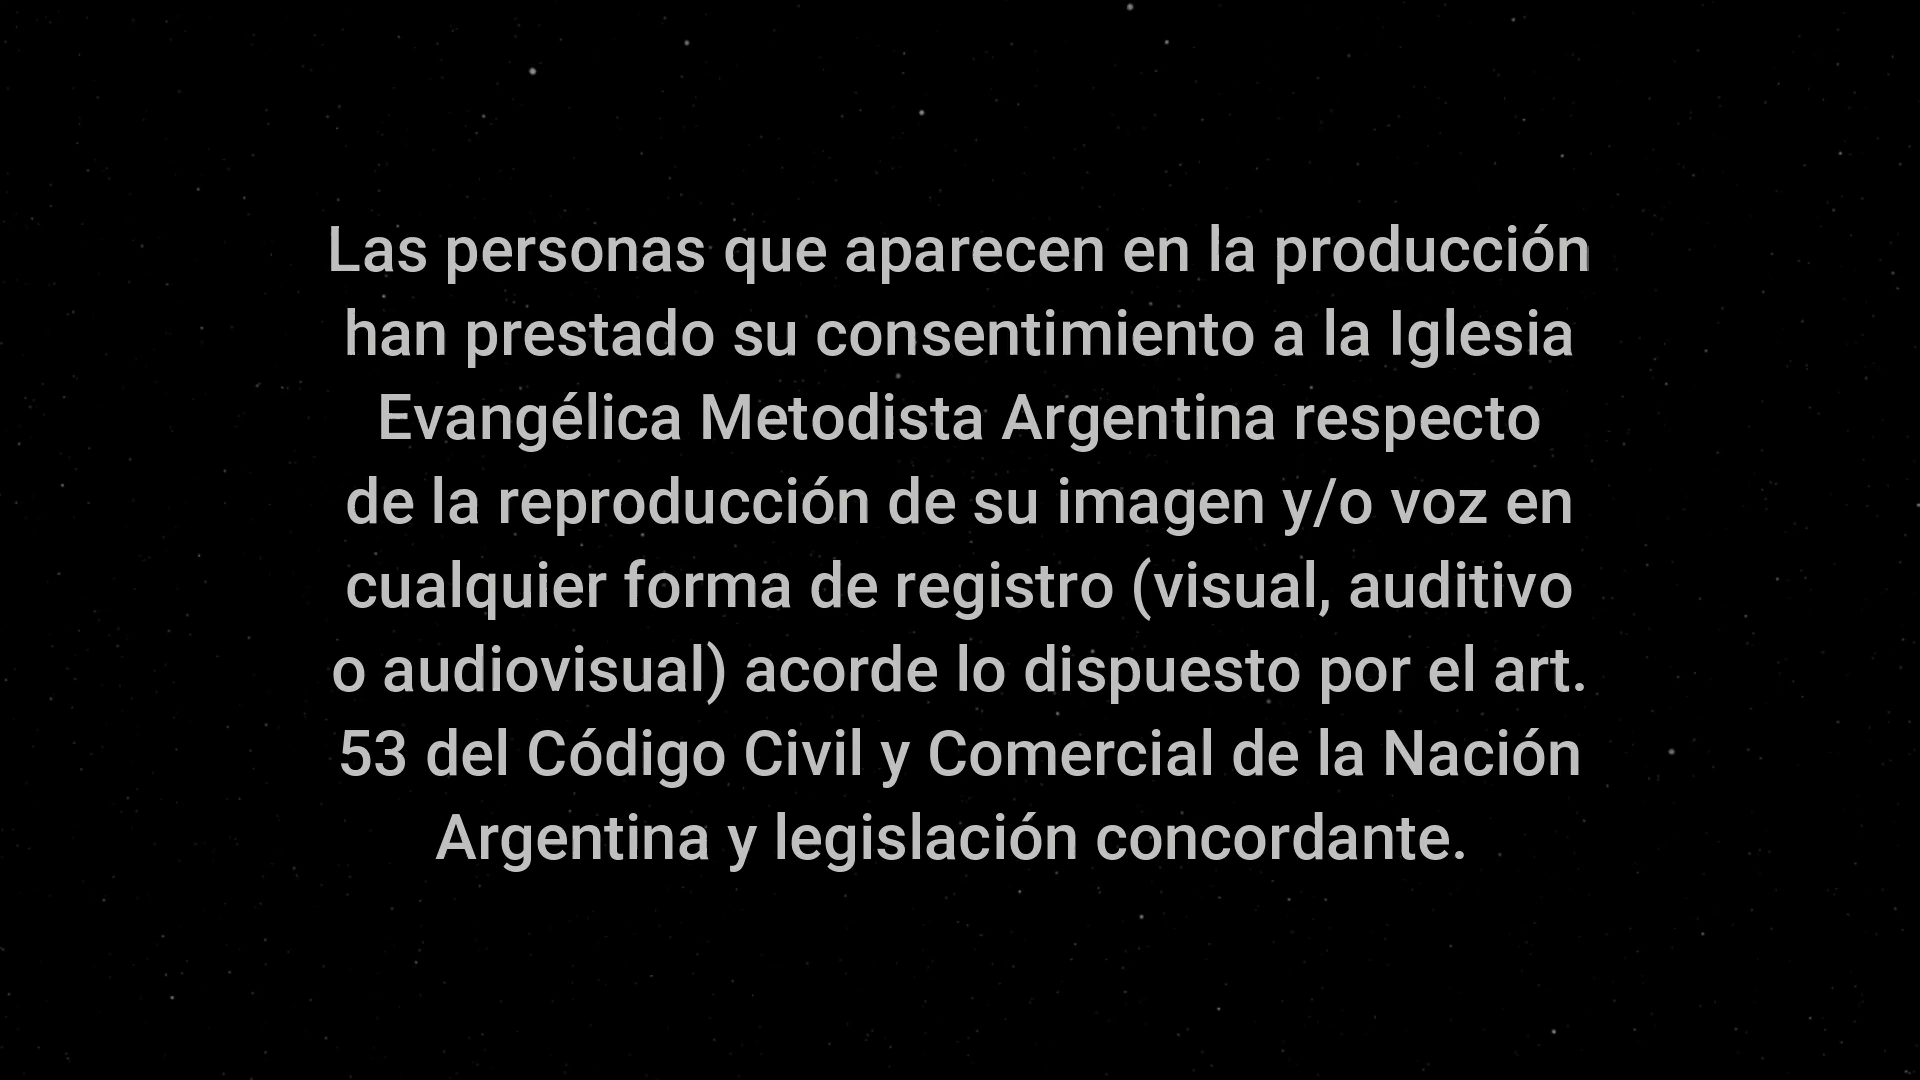 Las personas que aparecen en la producción
han prestado su consentimiento a la Iglesia
Evangélica Metodista Argentina respecto
de la reproducción de su imagen y/o voz en
cualquier forma de registro (visual, auditivo
o audiovisual) acorde lo dispuesto por el art.
53 del Código Civil y Comercial de la Nación
Argentina y legislación concordante.